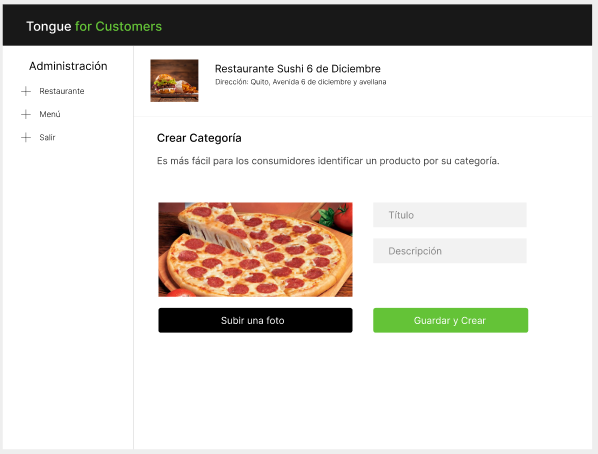 Tongue for Customers
Administración
Restaurante
Menú
Salir
Restaurante Sushi 6 de Diciembre
Dirección: Quito, Avenida 6 de diciembre y avellana
Crear Categoría
Es más fácil para los consumidores identificar un producto por su categoría.
Título
Descripción
Subir una foto
Guardar y Crear